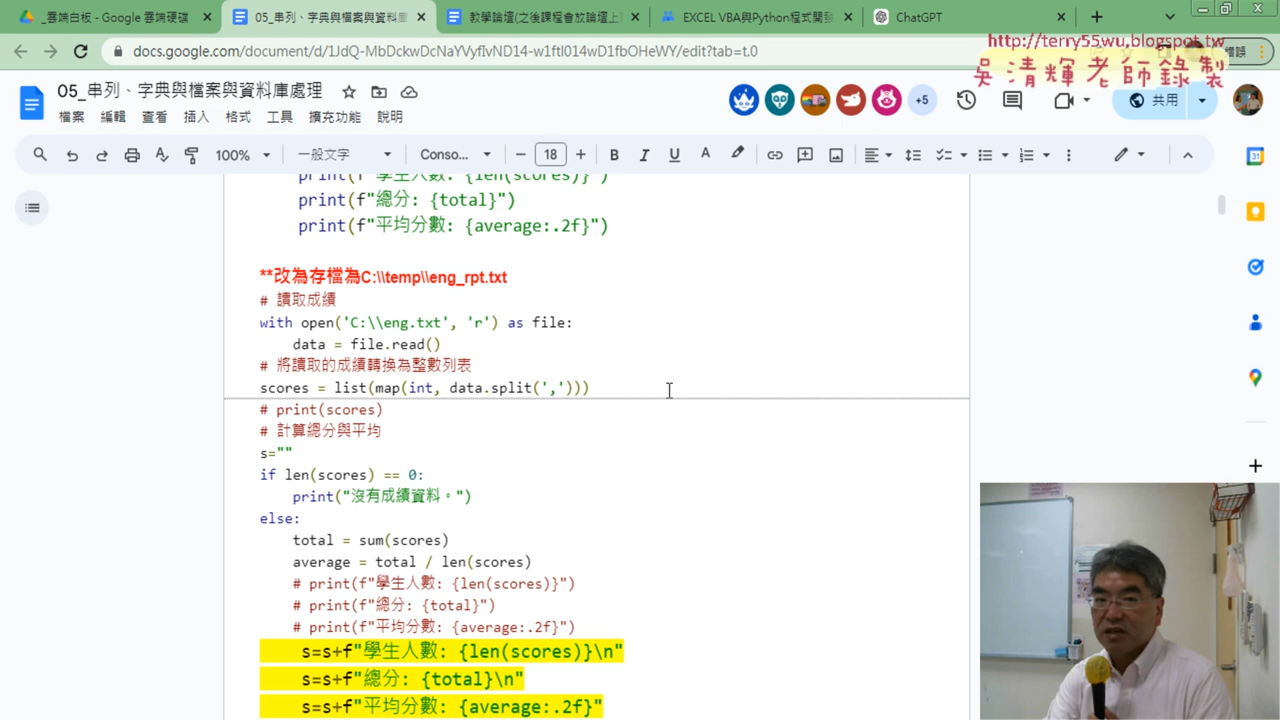 _雲端白板 - Google 雲端硬碟
05_串列、字典與檔案與資料庫
教學論壇(之後課程會放論壇上
EXCEL VBA與Python程式開發
ChatGPT
docs.google.com/document/d/1JdQ-MbDckwDcNaYVyfIvND14-w1ftl014wD1fbOHeWY/edit?tab=t.0
http://terry55wu.blogspot.tw
吳清輝老師錄製
05_串列、字典與檔案與資料庫處理
檔案 編輯 查看 插入 格式 工具 擴充功能 說明
+5
共用
100%
一般文字
Conso...
18
print(f"學生人數: {len(scores)}")
print(f"總分: {total}")
print(f"平均分數: {average:.2f}")
**改為存檔為C:\\temp\\eng_rpt.txt
# 讀取成績
with open('C:\\eng.txt', 'r') as file:
data = file.read()
# 將讀取的成績轉換為整數列表
scores = list(map(int, data.split(',')))
# print(scores)
# 計算總分與平均
s=""
if len(scores) == 0:
print("沒有成績資料。")
else:
total = sum(scores)
average = total / len(scores)
# print(f"學生人數: {len(scores)}")
# print(f"總分: {total}")
# print(f"平均分數: {average:.2f}")
s=s+f"學生人數: {len(scores)}\n"
s=s+f"總分: {total}\n"
s=s+f"平均分數: {average:.2f}"